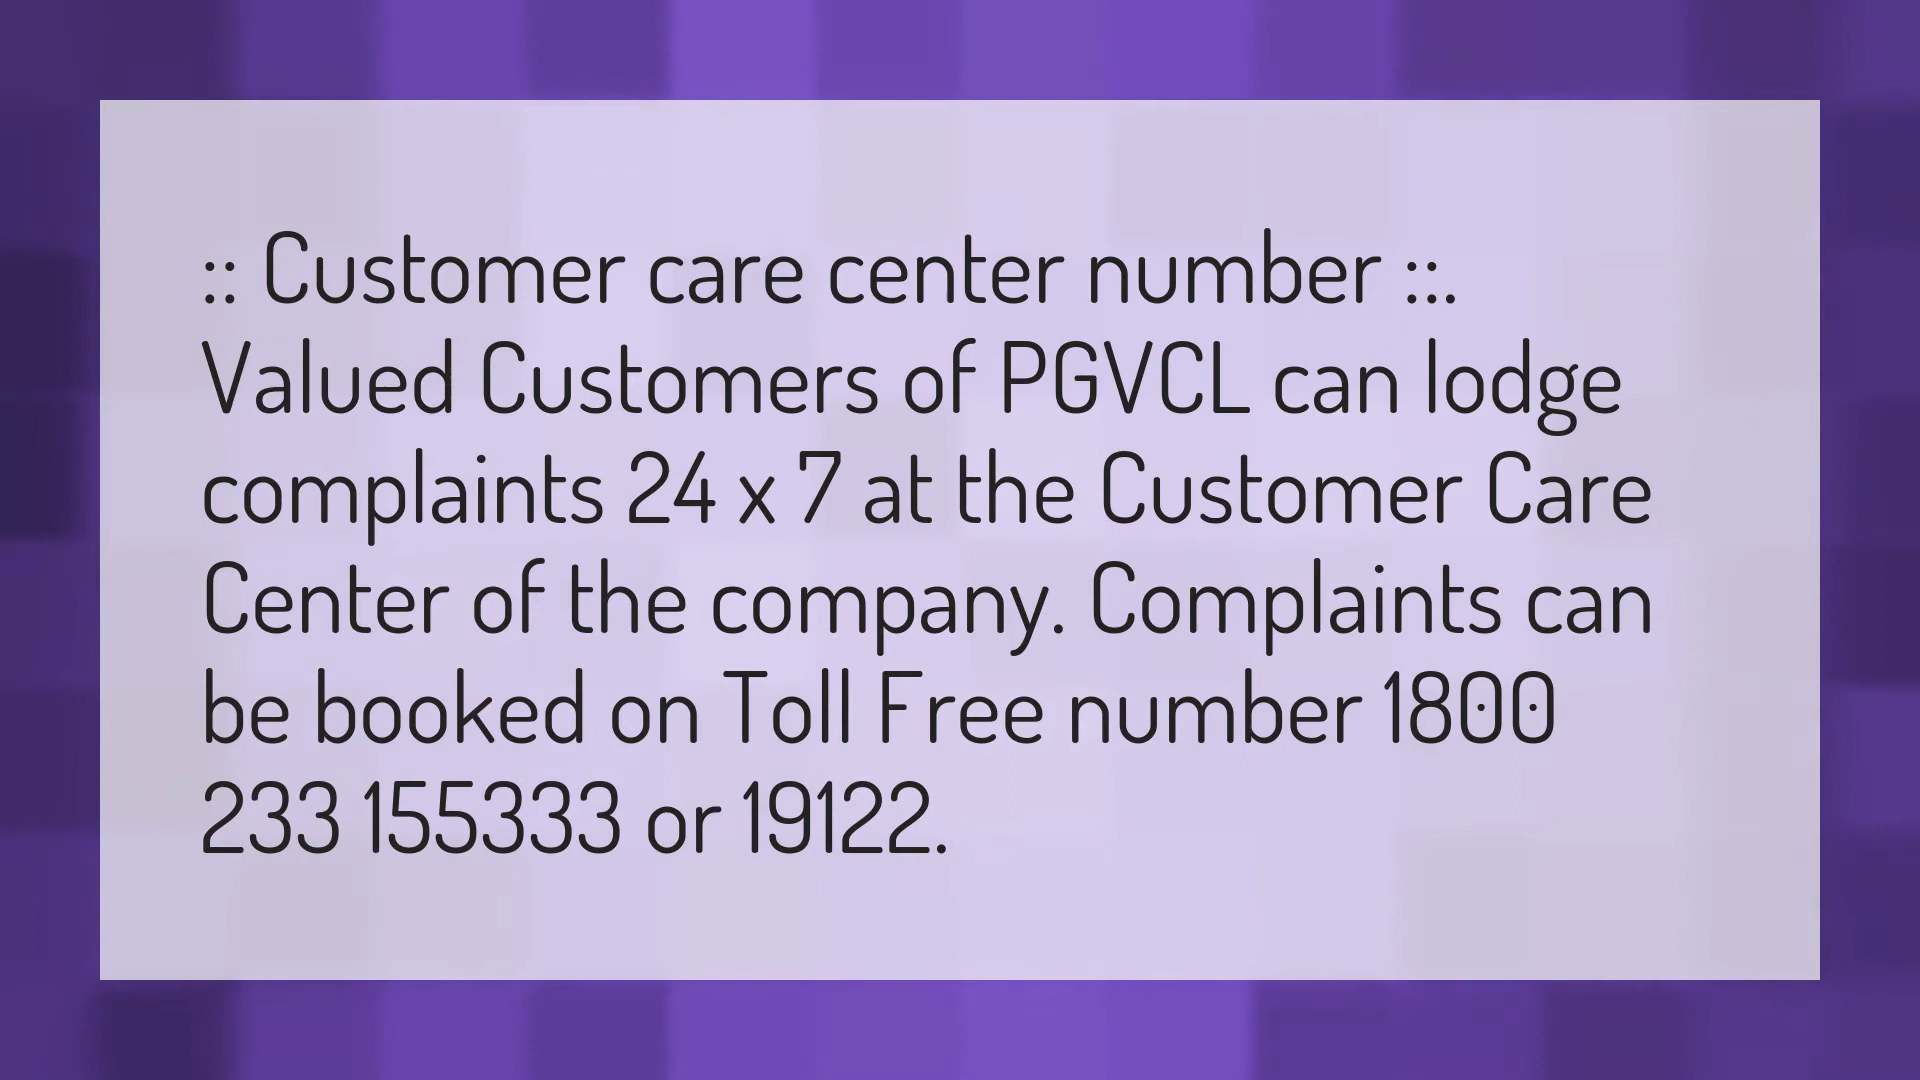 :: Customer care center number ::.
Valued Customers of PGVCL can lodge
complaints 24 x 7 at the Customer Care
Center of the company. Complaints can
be booked on Toll Free number 1800
233 155333 or 19122.